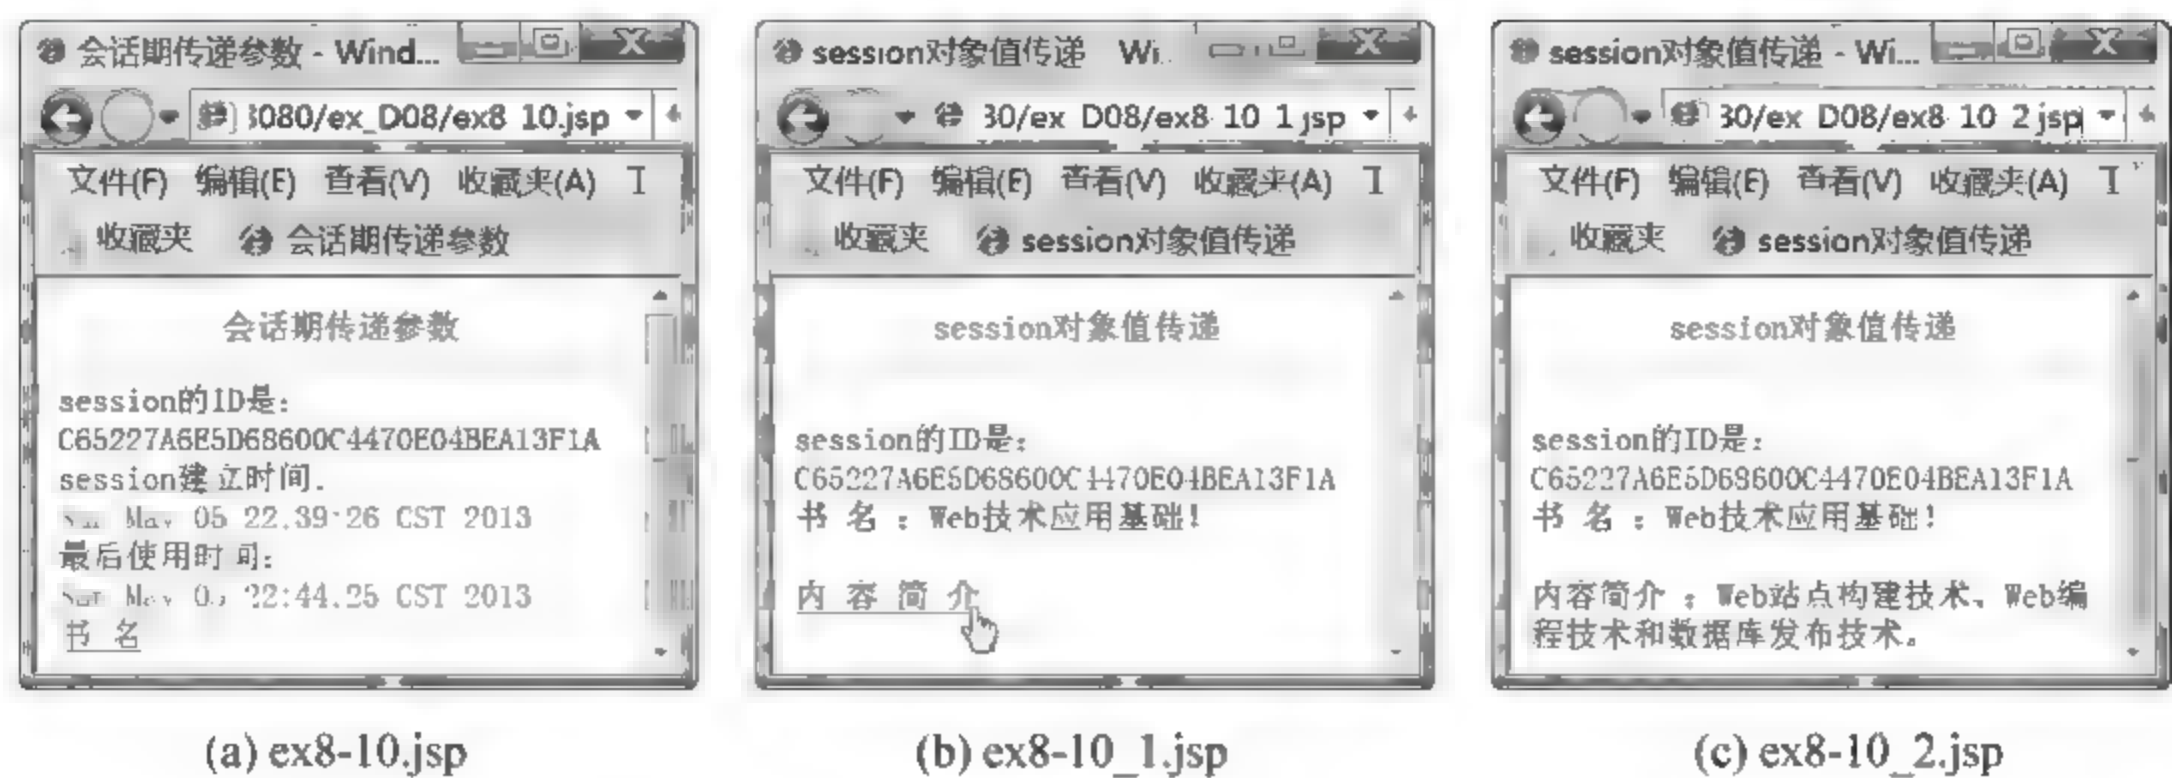 会话期传递参数 - Wind...
3080/ex_D08/ex8 10.jsp
文件(F) 编辑(E) 查看(V) 收藏夹(A) T
收藏夹 会话期传递参数
会话期传递参数
session的ID是:
C65227A6E5D68600C4470E04BEA13F1A
session建立时间.
May 05 22:39:26 CST 2013
最后使用时间:
22:44:25 CST 2013
书 名
(a) ex8-10.jsp
session对象值传递 Wi..
30/ex D08/ex8 10 1 jsp
文件(F) 编辑(E) 查看(V) 收藏夹(A) T
收藏夹 session对象值传递
session对象值传递
session的ID是:
C65227A6E5D68600C4470E04BEA13F1A
书 名 : Web技术应用基础!
内 容 简 介
(b) ex8-10_1.jsp
session对象值传递 - Wi...
30/ex D08/ex8 10 2 jsp
文件(F) 编辑(E) 查看(V) 收藏夹(A) T
收藏夹 session对象值传递
session对象值传递
session的ID是:
C65227A6E5D68600C4470E04BEA13F1A
书 名 : Web技术应用基础!
内容简介 : Web站点构建技术、Web编
程技术和数据库发布技术。
(c) ex8-10_2.jsp